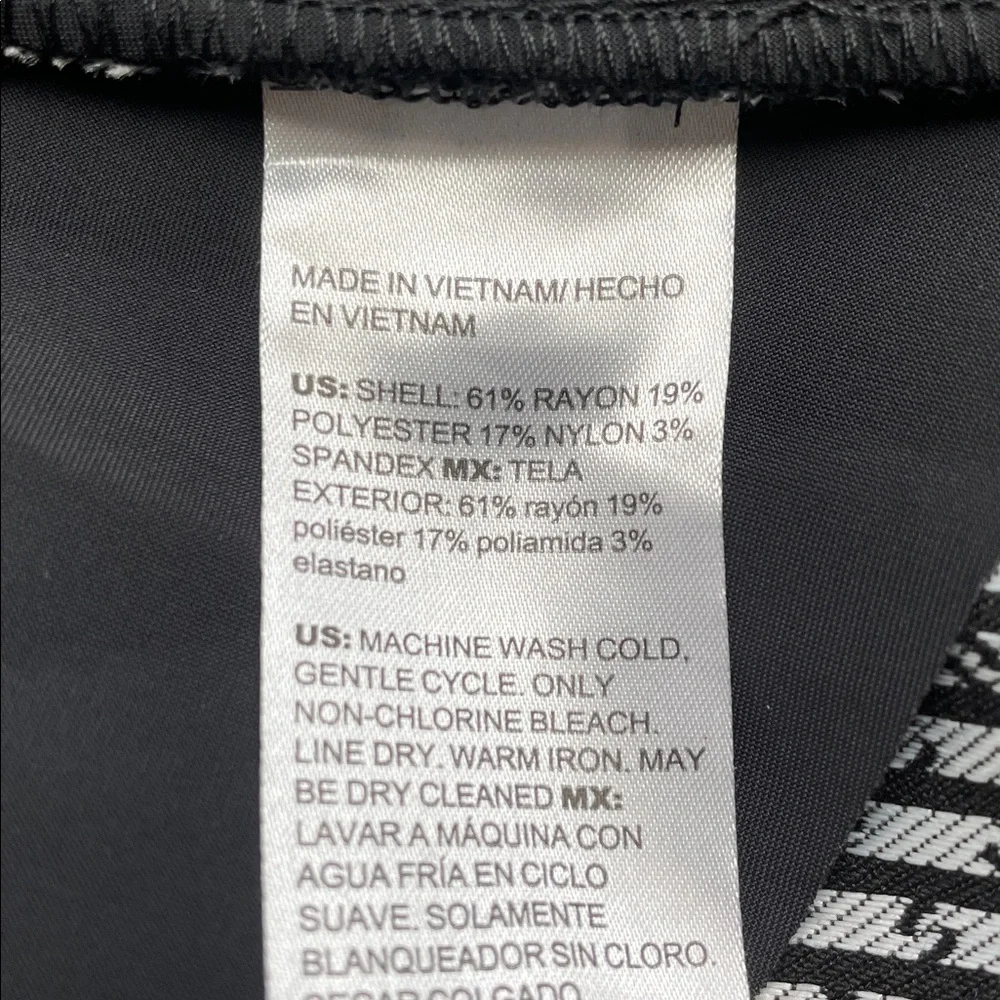 MADE IN VIETNAM/ HECHO
EN VIETNAM
US: SHELL: 61% RAYON 19%
POLYESTER 17% NYLON 3%
SPANDEX MX: TELA
EXTERIOR: 61% rayón 19%
poliéster 17% poliamida 3%
elastano
US: MACHINE WASH COLD,
GENTLE CYCLE. ONLY
NON-CHLORINE BLEACH.
LINE DRY. WARM IRON. MAY
BE DRY CLEANED MX:
LAVAR A MÁQUINA CON
AGUA FRÍA EN CICLO
SUAVE. SOLAMENTE
BLANQUEADOR SIN CLORO.
SECAR COLGADO